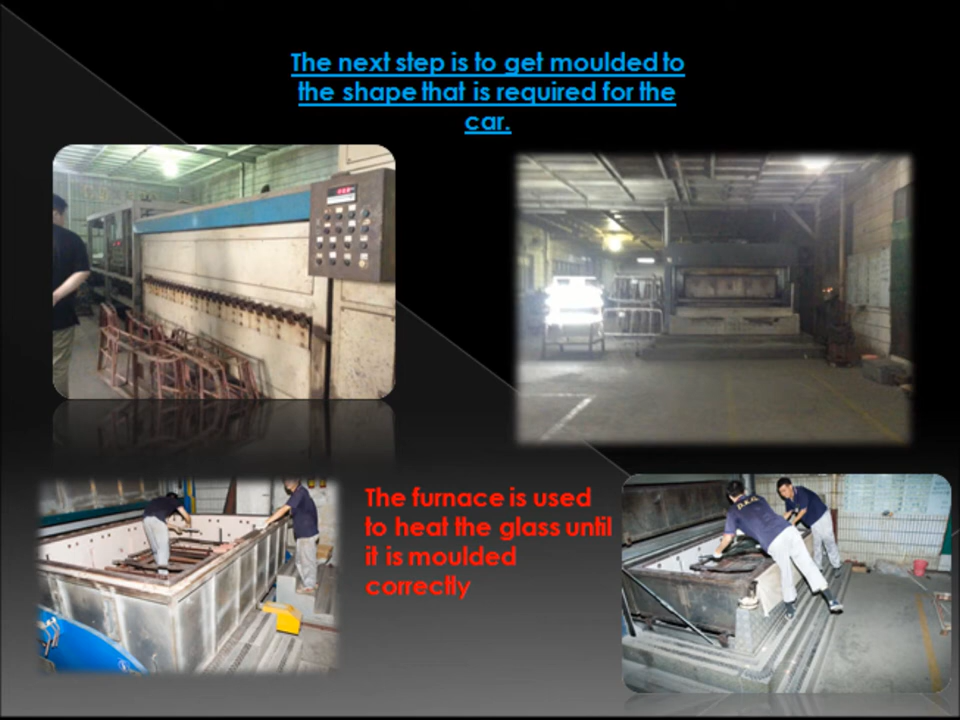 The next step is to get moulded to
the shape that is required for the
car.
The furnace is used
to heat the glass until
it is moulded
correctly